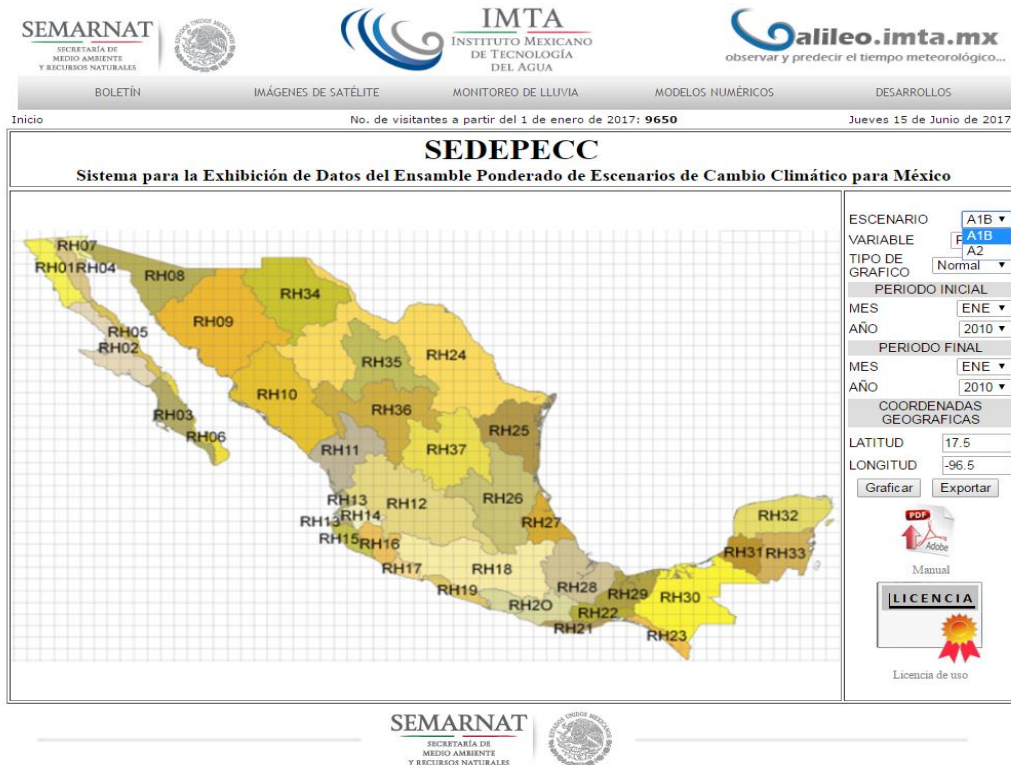 SEMARNAT
SECRETARÍA DE
MEDIO AMBIENTE
Y RECURSOS NATURALES
IMTA
INSTITUTO MEXICANO
DE TECNOLOGÍA
DEL AGUA
alileo.imta.mx
observar y predecir el tiempo meteorológico...
BOLETÍN IMÁGENES DE SATÉLITE MONITOREO DE LLUVIA MODELOS NUMÉRICOS DESARROLLOS
Inicio No. de visitantes a partir del 1 de enero de 2017: 9650 Jueves 15 de Junio de 2017
SEDEPECC
Sistema para la Exhibición de Datos del Ensamble Ponderado de Escenarios de Cambio Climático para México
RH07
RH01 RH04
RH08
RH34
RH09
RH05
RH02
RH35
RH24
RH10
RH03
RH36
RH25
RH06
RH11
RH37
RH13
RH12
RH26
RH14
RH13
RH27
RH32
RH15
RH16
RH31 RH33
RH17
RH18
RH19
RH28
RH29
RH30
RH20
RH22
RH21
RH23
ESCENARIO A1B
A1B
A2
VARIABLE
TIPO DE
GRAFICO Normal
PERIODO INICIAL
MES ENE
AÑO 2010
PERIODO FINAL
MES ENE
AÑO 2010
COORDENADAS
GEOGRAFICAS
LATITUD 17.5
LONGITUD -96.5
Graficar Exportar
PDF
Adobe
Manual
LICENCIA
Licencia de uso
SEMARNAT
SECRETARÍA DE
MEDIO AMBIENTE
Y RECURSOS NATURALES